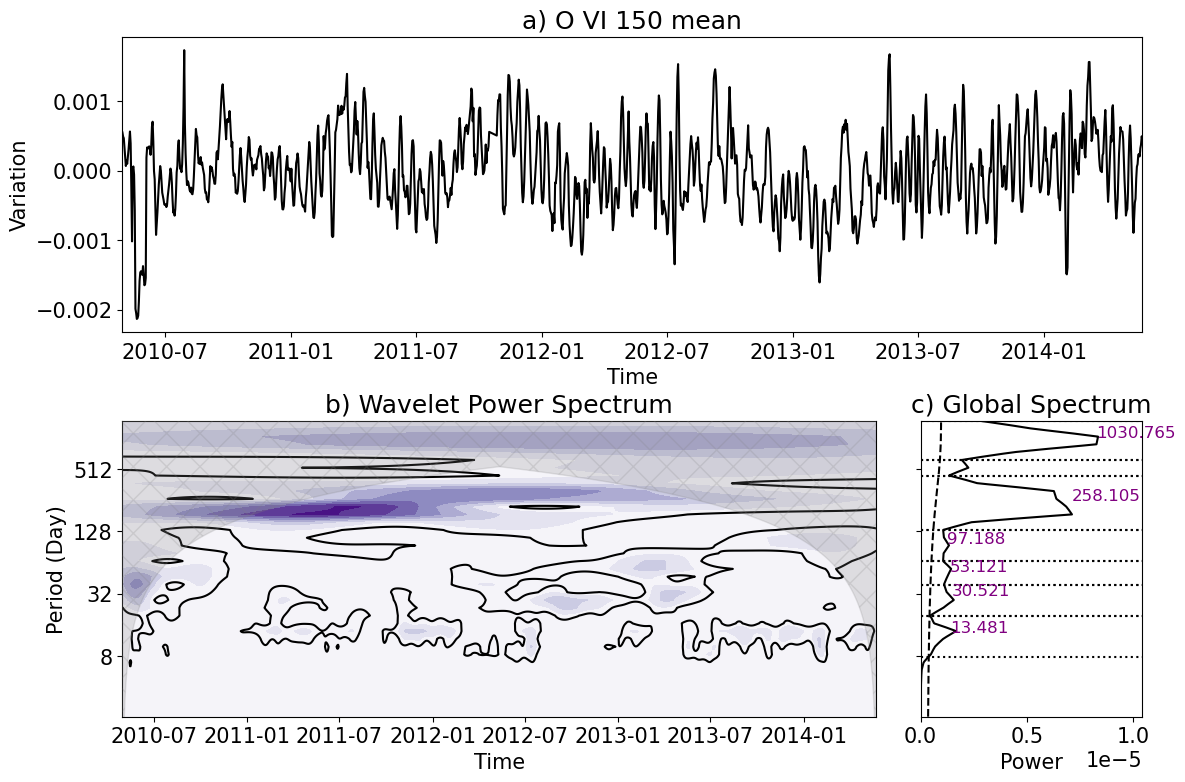 a) O VI 150 mean
Variation
0.001
0.000
−0.001
−0.002
2010-07 2011-01 2011-07 2012-01 2012-07 2013-01 2013-07 2014-01
Time
b) Wavelet Power Spectrum
Period (Day)
512
128
32
8
2010-07 2011-01 2011-07 2012-01 2012-07 2013-01 2013-07 2014-01
Time
c) Global Spectrum
1030.765
258.105
97.188
53.121
30.521
13.481
0.0 0.5 1.0
Power 1e−5